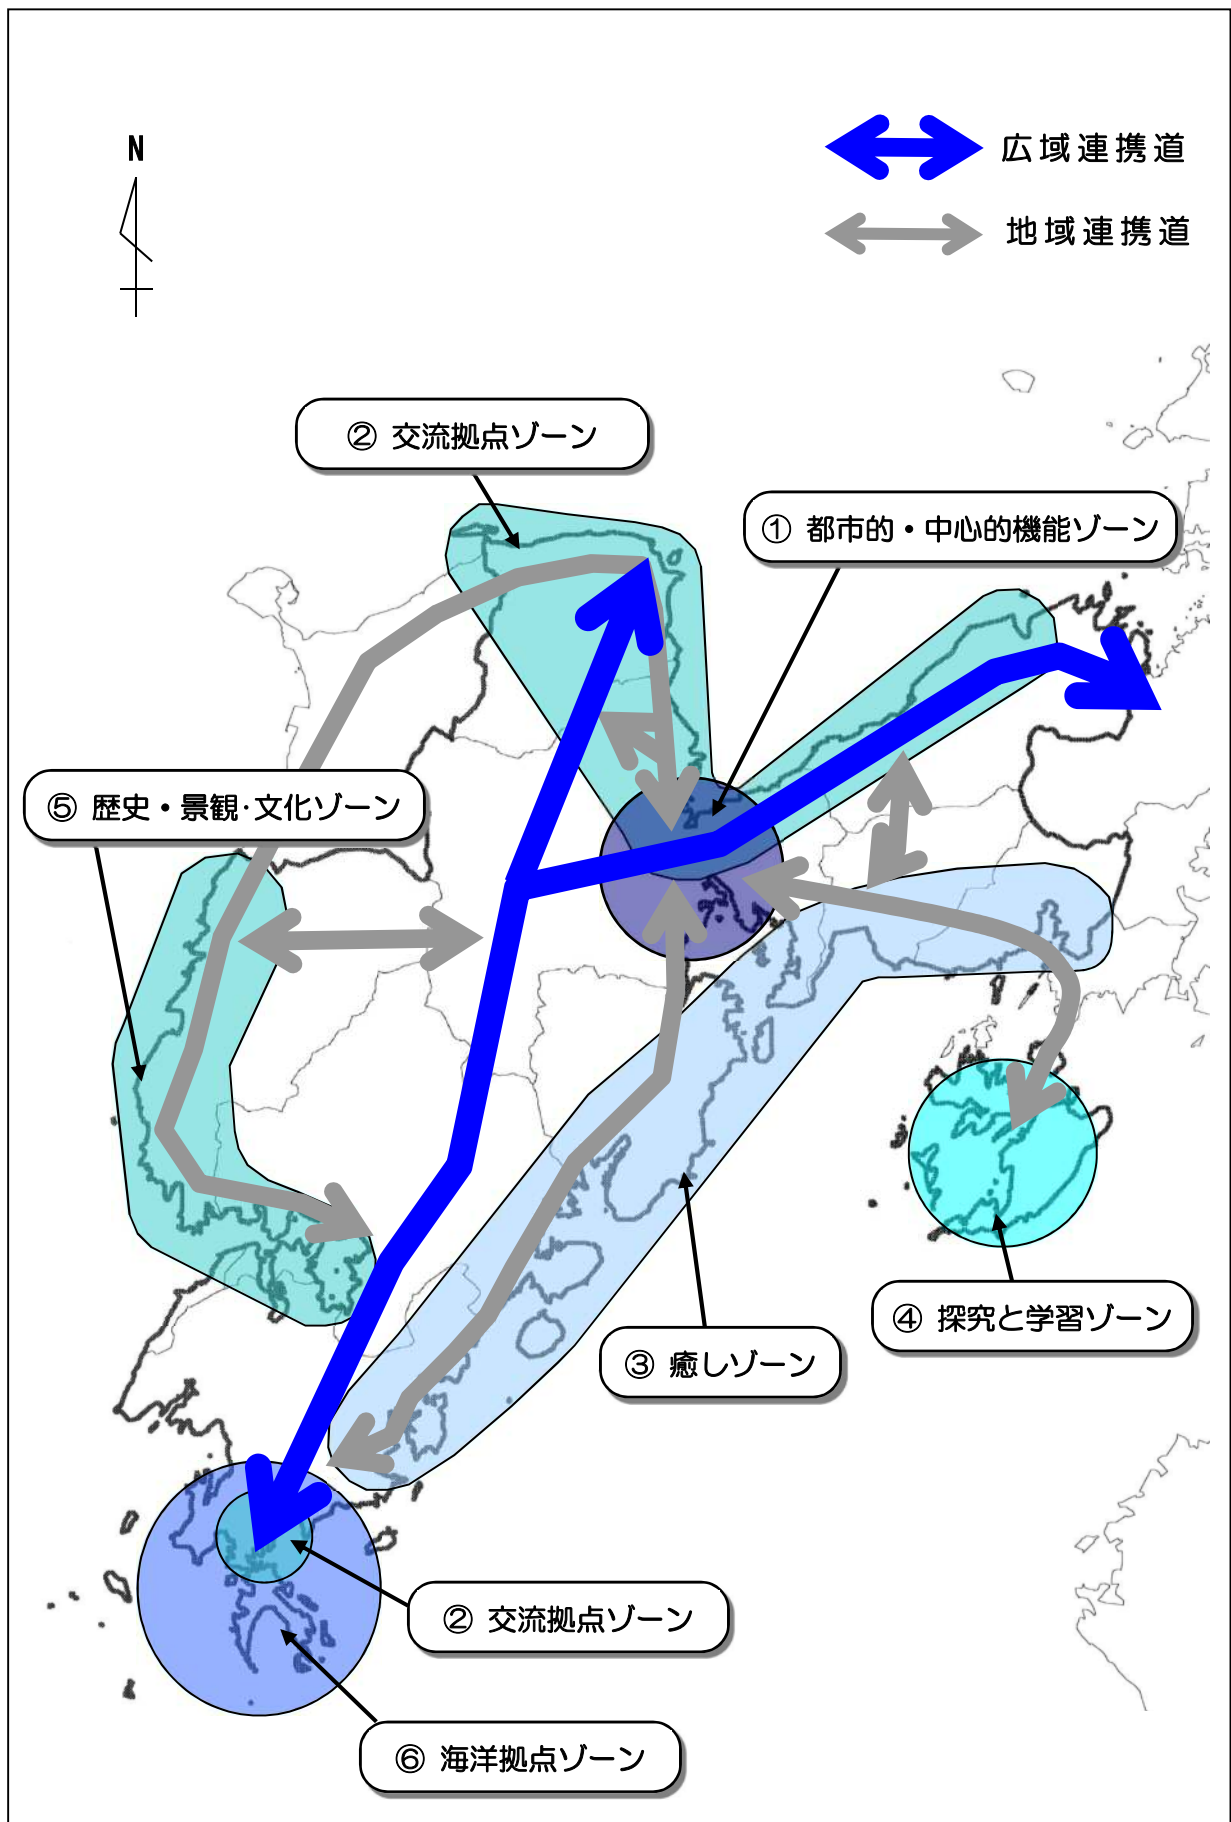 N
広域連携道
地域連携道
② 交流拠点ゾーン
① 都市的・中心的機能ゾーン
⑤ 歴史・景観・文化ゾーン
④ 探究と学習ゾーン
③ 癒しゾーン
② 交流拠点ゾーン
⑥ 海洋拠点ゾーン